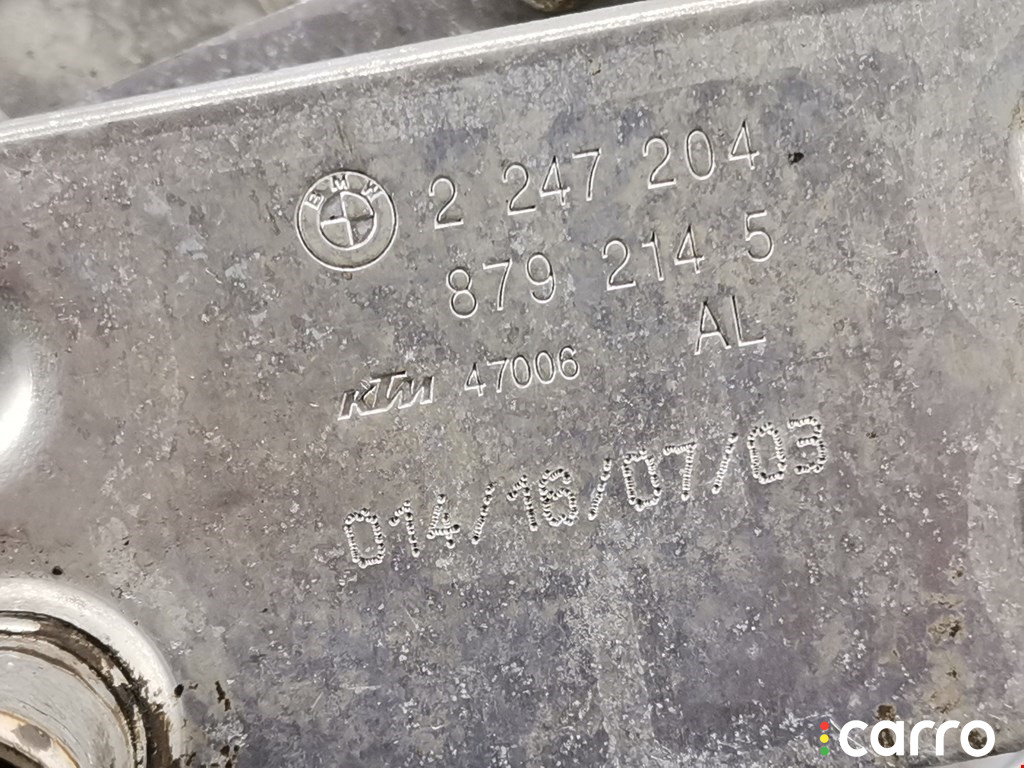 BMW 2 247 204
879 214 5
AL
KTM 47006
014/16/07/03
carro